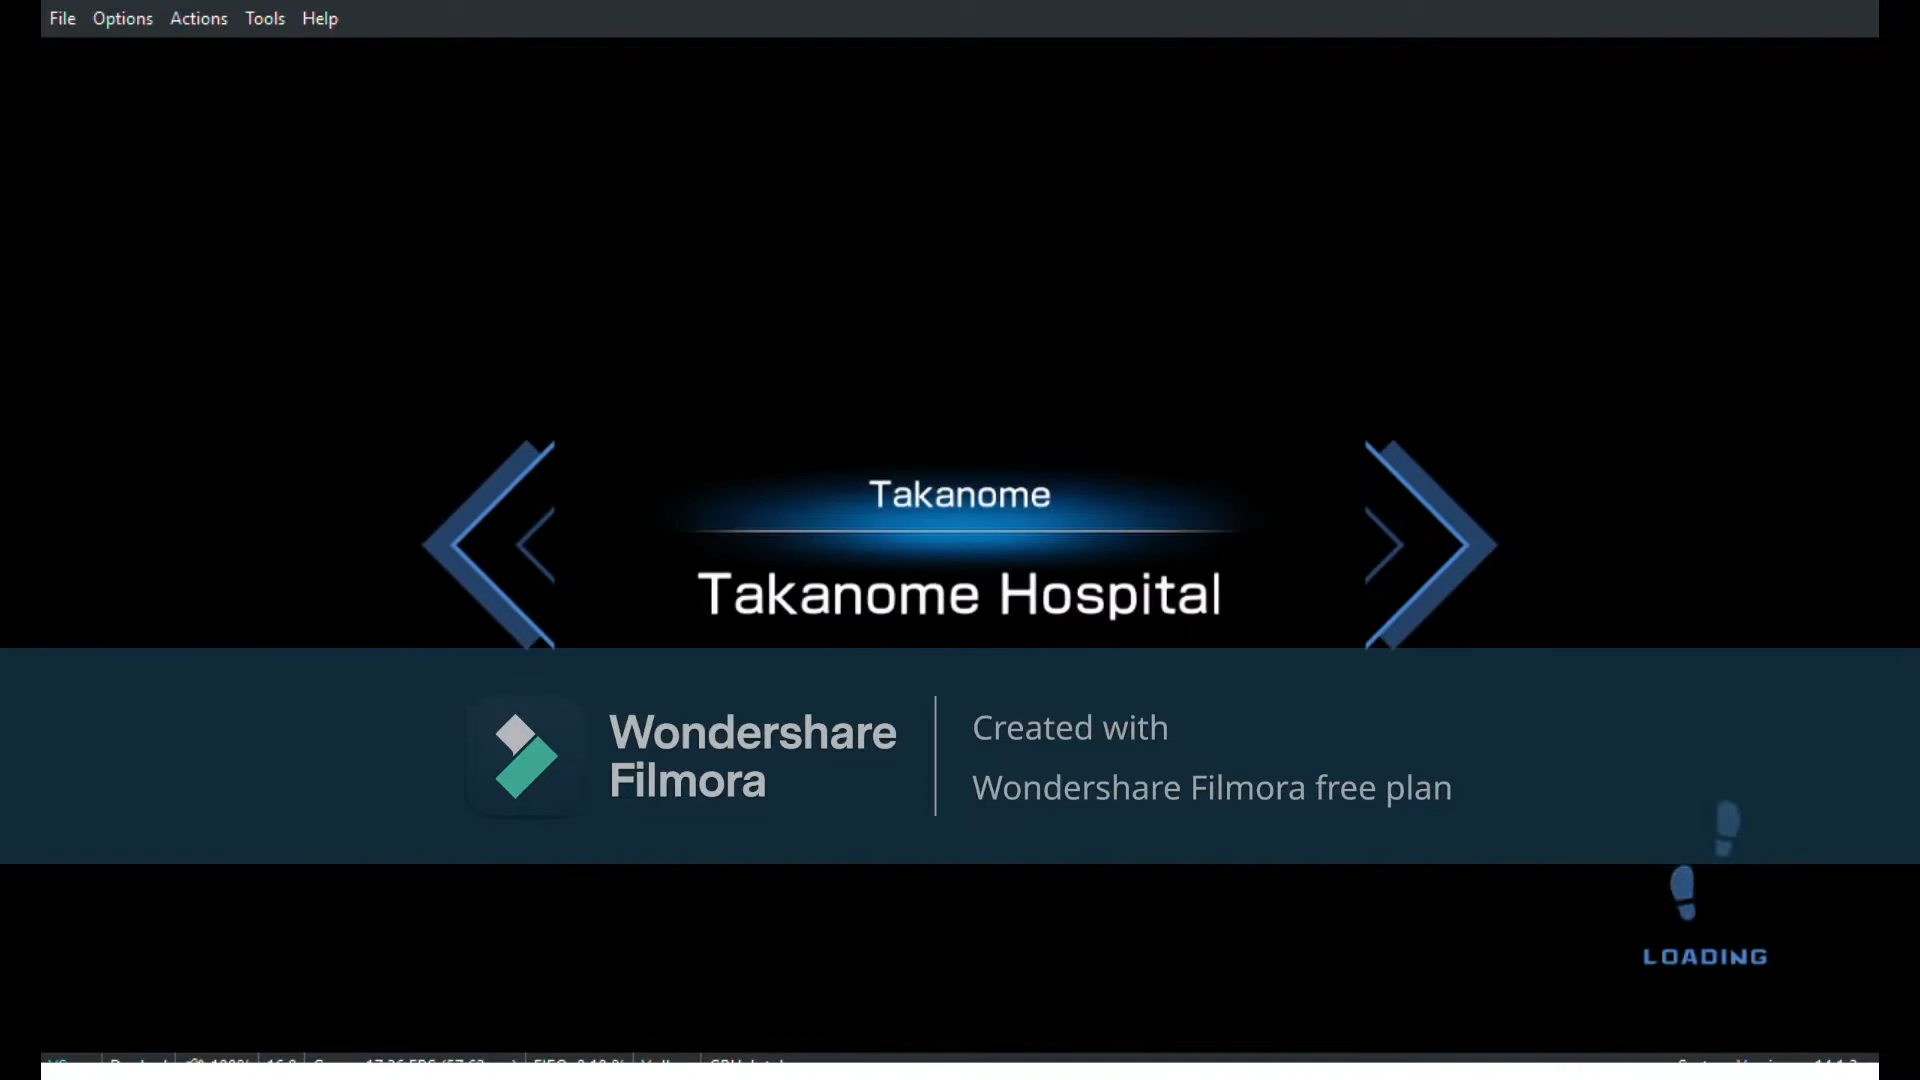 File Options Actions Tools Help
Takanome
Takanome Hospital
Wondershare
Filmora
Created with
Wondershare Filmora free plan
LOADING